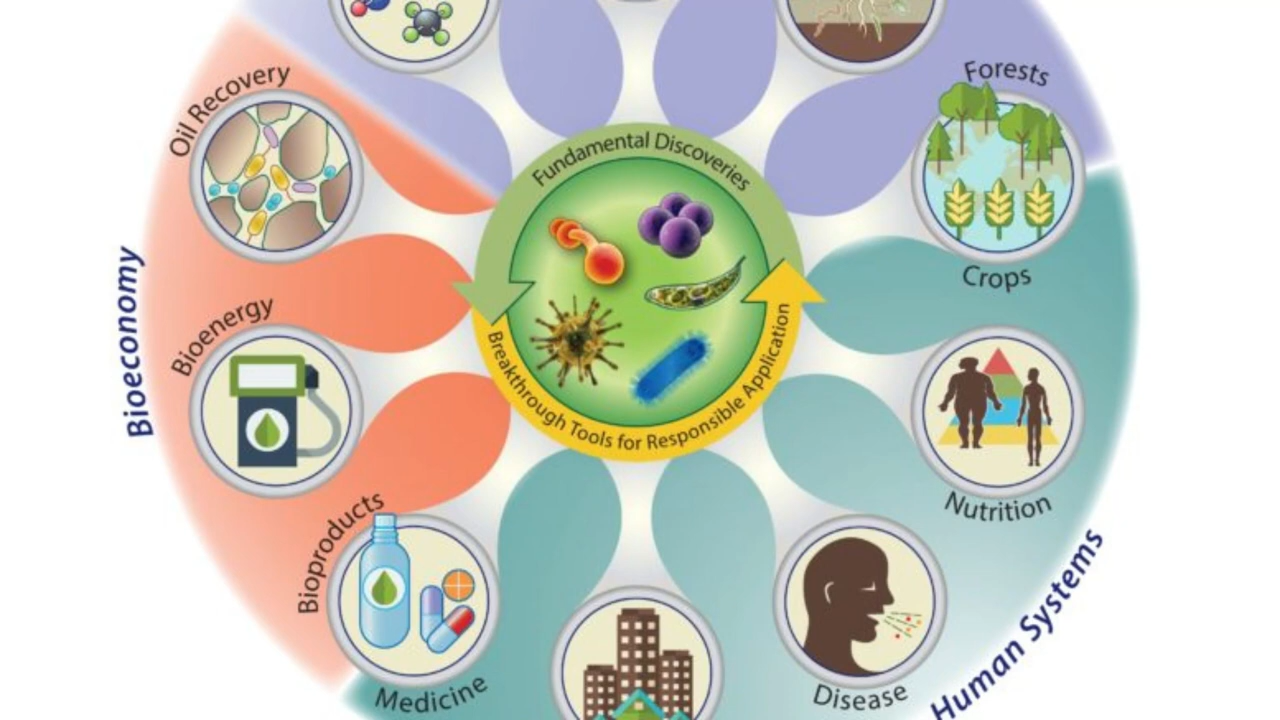 Oil Recovery
Forests
Fundamental Discoveries
Bioeconomy
Crops
Bioenergy
Breakthrough Tools for Responsible Application
Bioproducts
Nutrition
Human Systems
Medicine
Disease